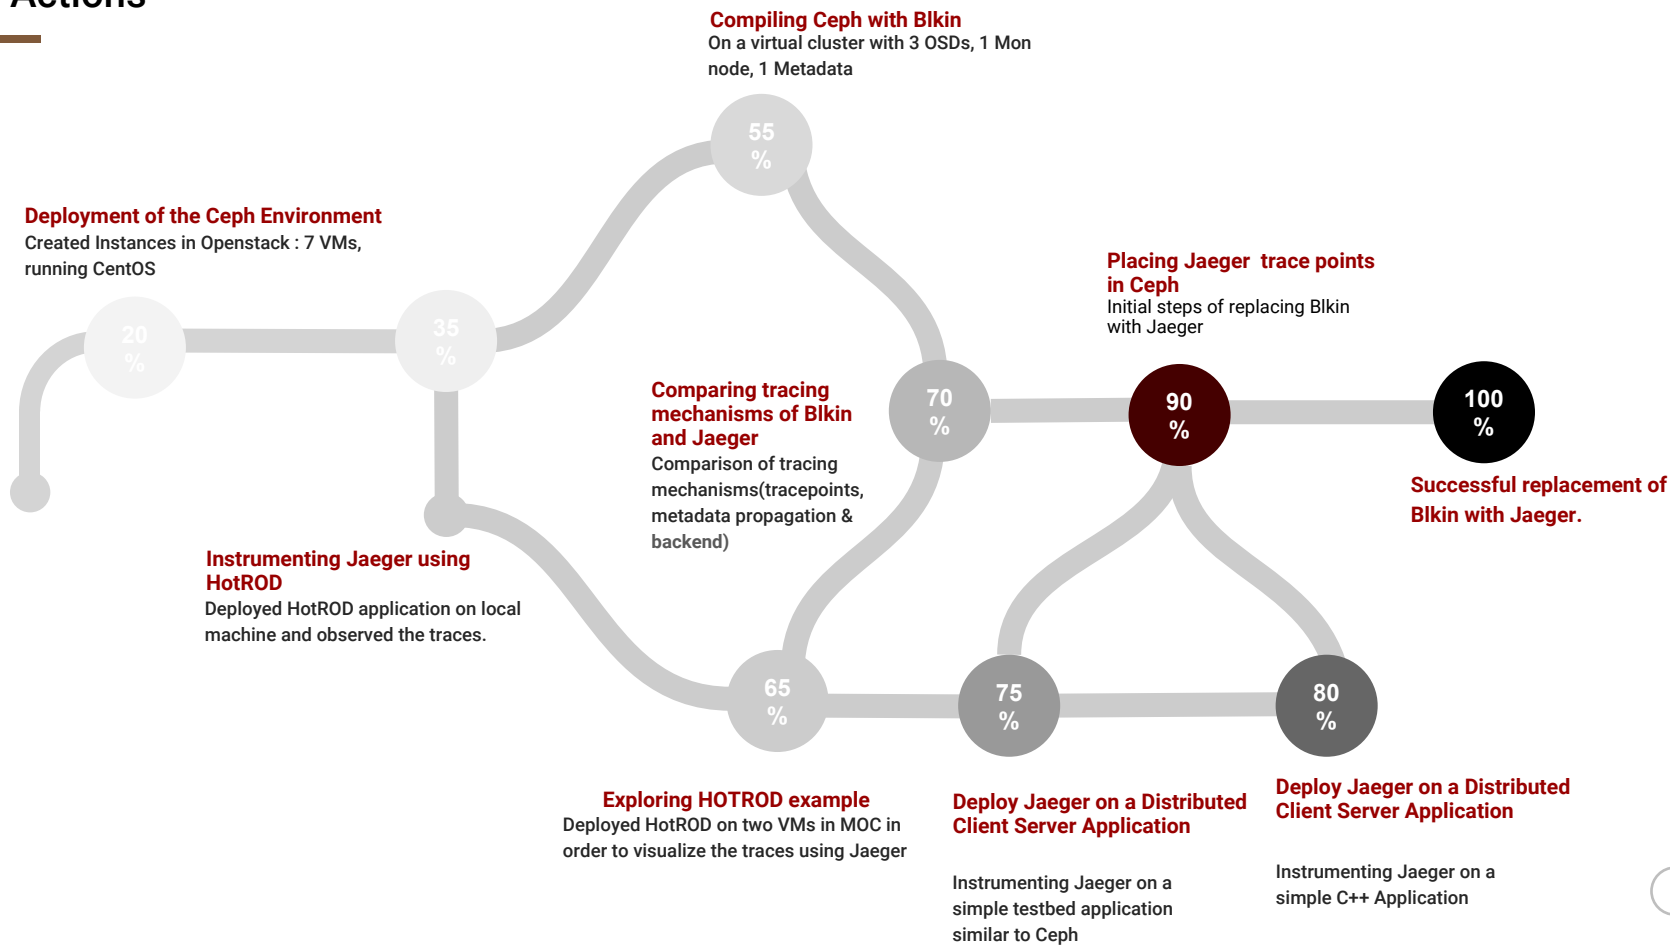 Actions
Compiling Ceph with Blkin
On a virtual cluster with 3 OSDs, 1 Mon
node, 1 Metadata
55
%
Deployment of the Ceph Environment
Created Instances in Openstack : 7 VMs,
running CentOS
20
%
35
%
Placing Jaeger  trace points
in Ceph
Initial steps of replacing Blkin
with Jaeger
Comparing tracing
mechanisms of Blkin
and Jaeger
Comparison of tracing
mechanisms(tracepoints,
metadata propagation &
backend)
70
%
90
%
100
%
Successful replacement of
Blkin with Jaeger.
Instrumenting Jaeger using
HotROD
Deployed HotROD application on local
machine and observed the traces.
65
%
75
%
80
%
Exploring HOTROD example
Deployed HotROD on two VMs in MOC in
order to visualize the traces using Jaeger
Deploy Jaeger on a Distributed
Client Server Application
Instrumenting Jaeger on a
simple testbed application
similar to Ceph
Deploy Jaeger on a Distributed
Client Server Application
Instrumenting Jaeger on a
simple C++ Application